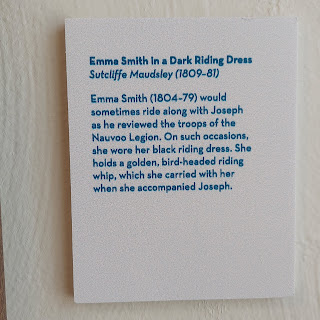 Emma Smith in a Dark Riding Dress
Sutcliffe Maudsley (1809–81)
Emma Smith (1804–79) would
sometimes ride along with Joseph
as he reviewed the troops of the
Nauvoo Legion. On such occasions,
she wore her black riding dress. She
holds a golden, bird-headed riding
whip, which she carried with her
when she accompanied Joseph.